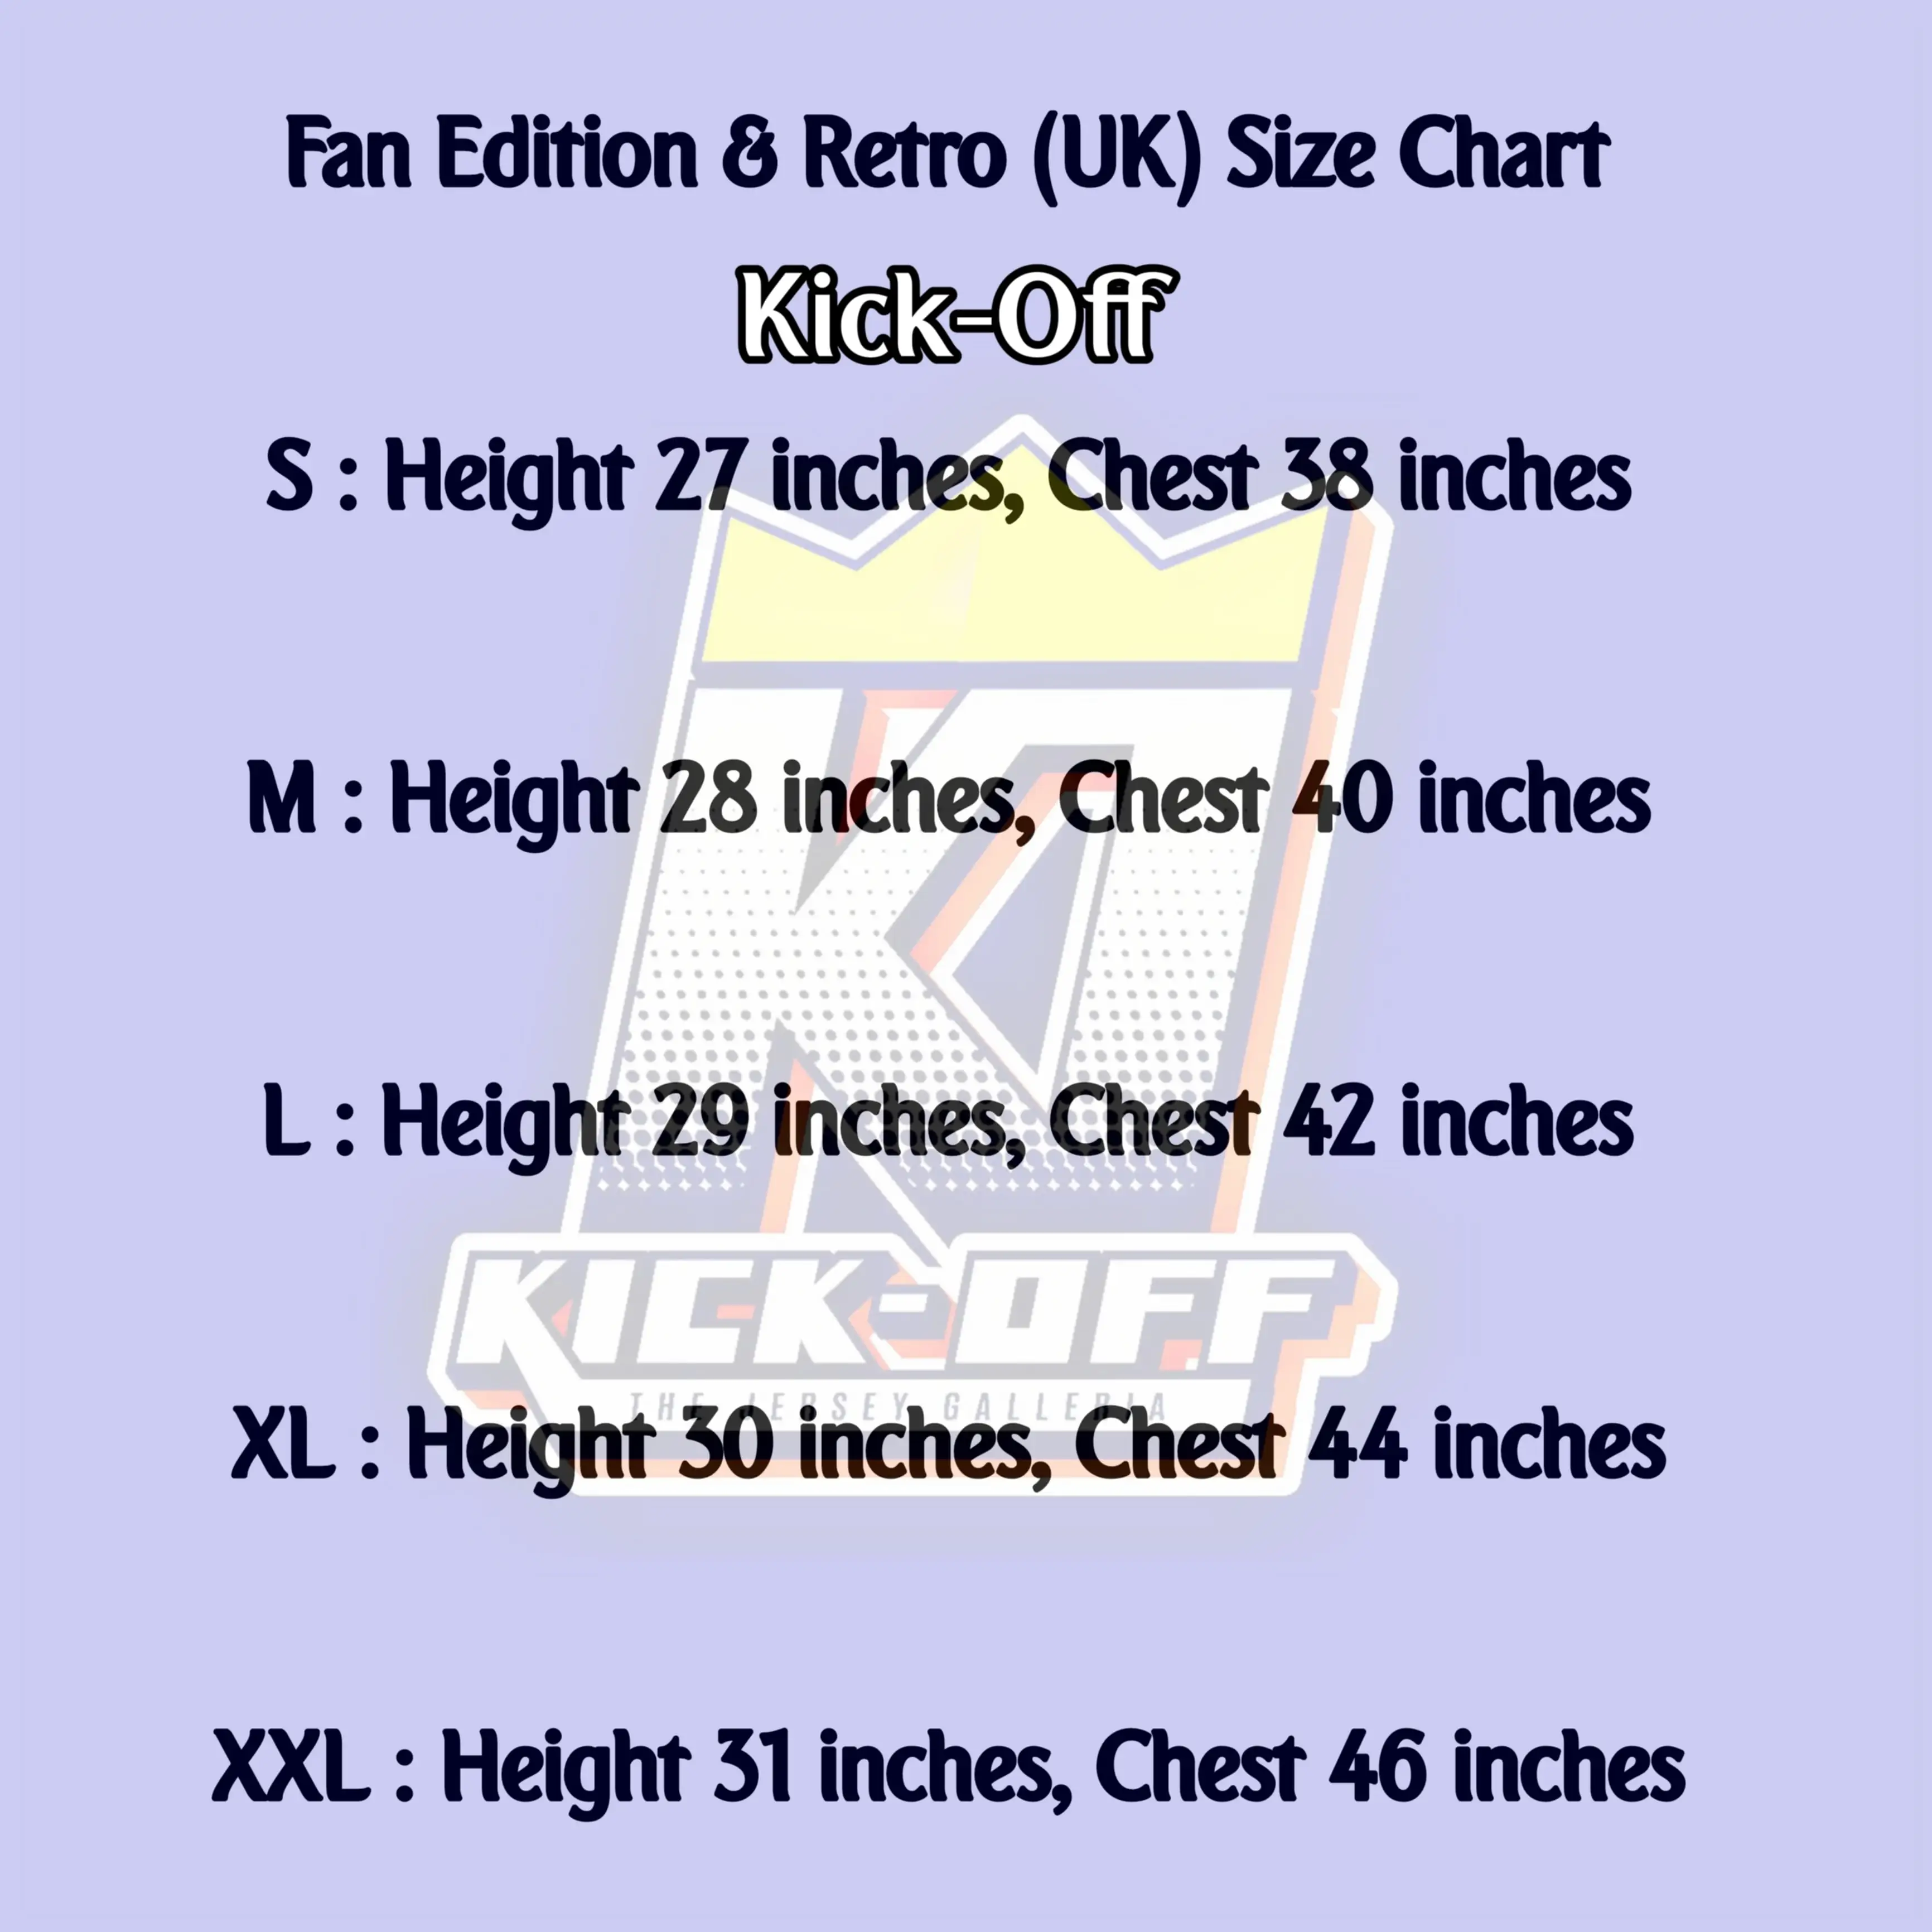 Fan Edition & Retro (UK) Size Chart
Kick-Off
S : Height 27 inches, Chest 38 inches
M : Height 28 inches, Chest 40 inches
L : Height 29 inches, Chest 42 inches
KICK-OFF
THE JERSEY GALLERIA
XL : Height 30 inches, Chest 44 inches
XXL : Height 31 inches, Chest 46 inches